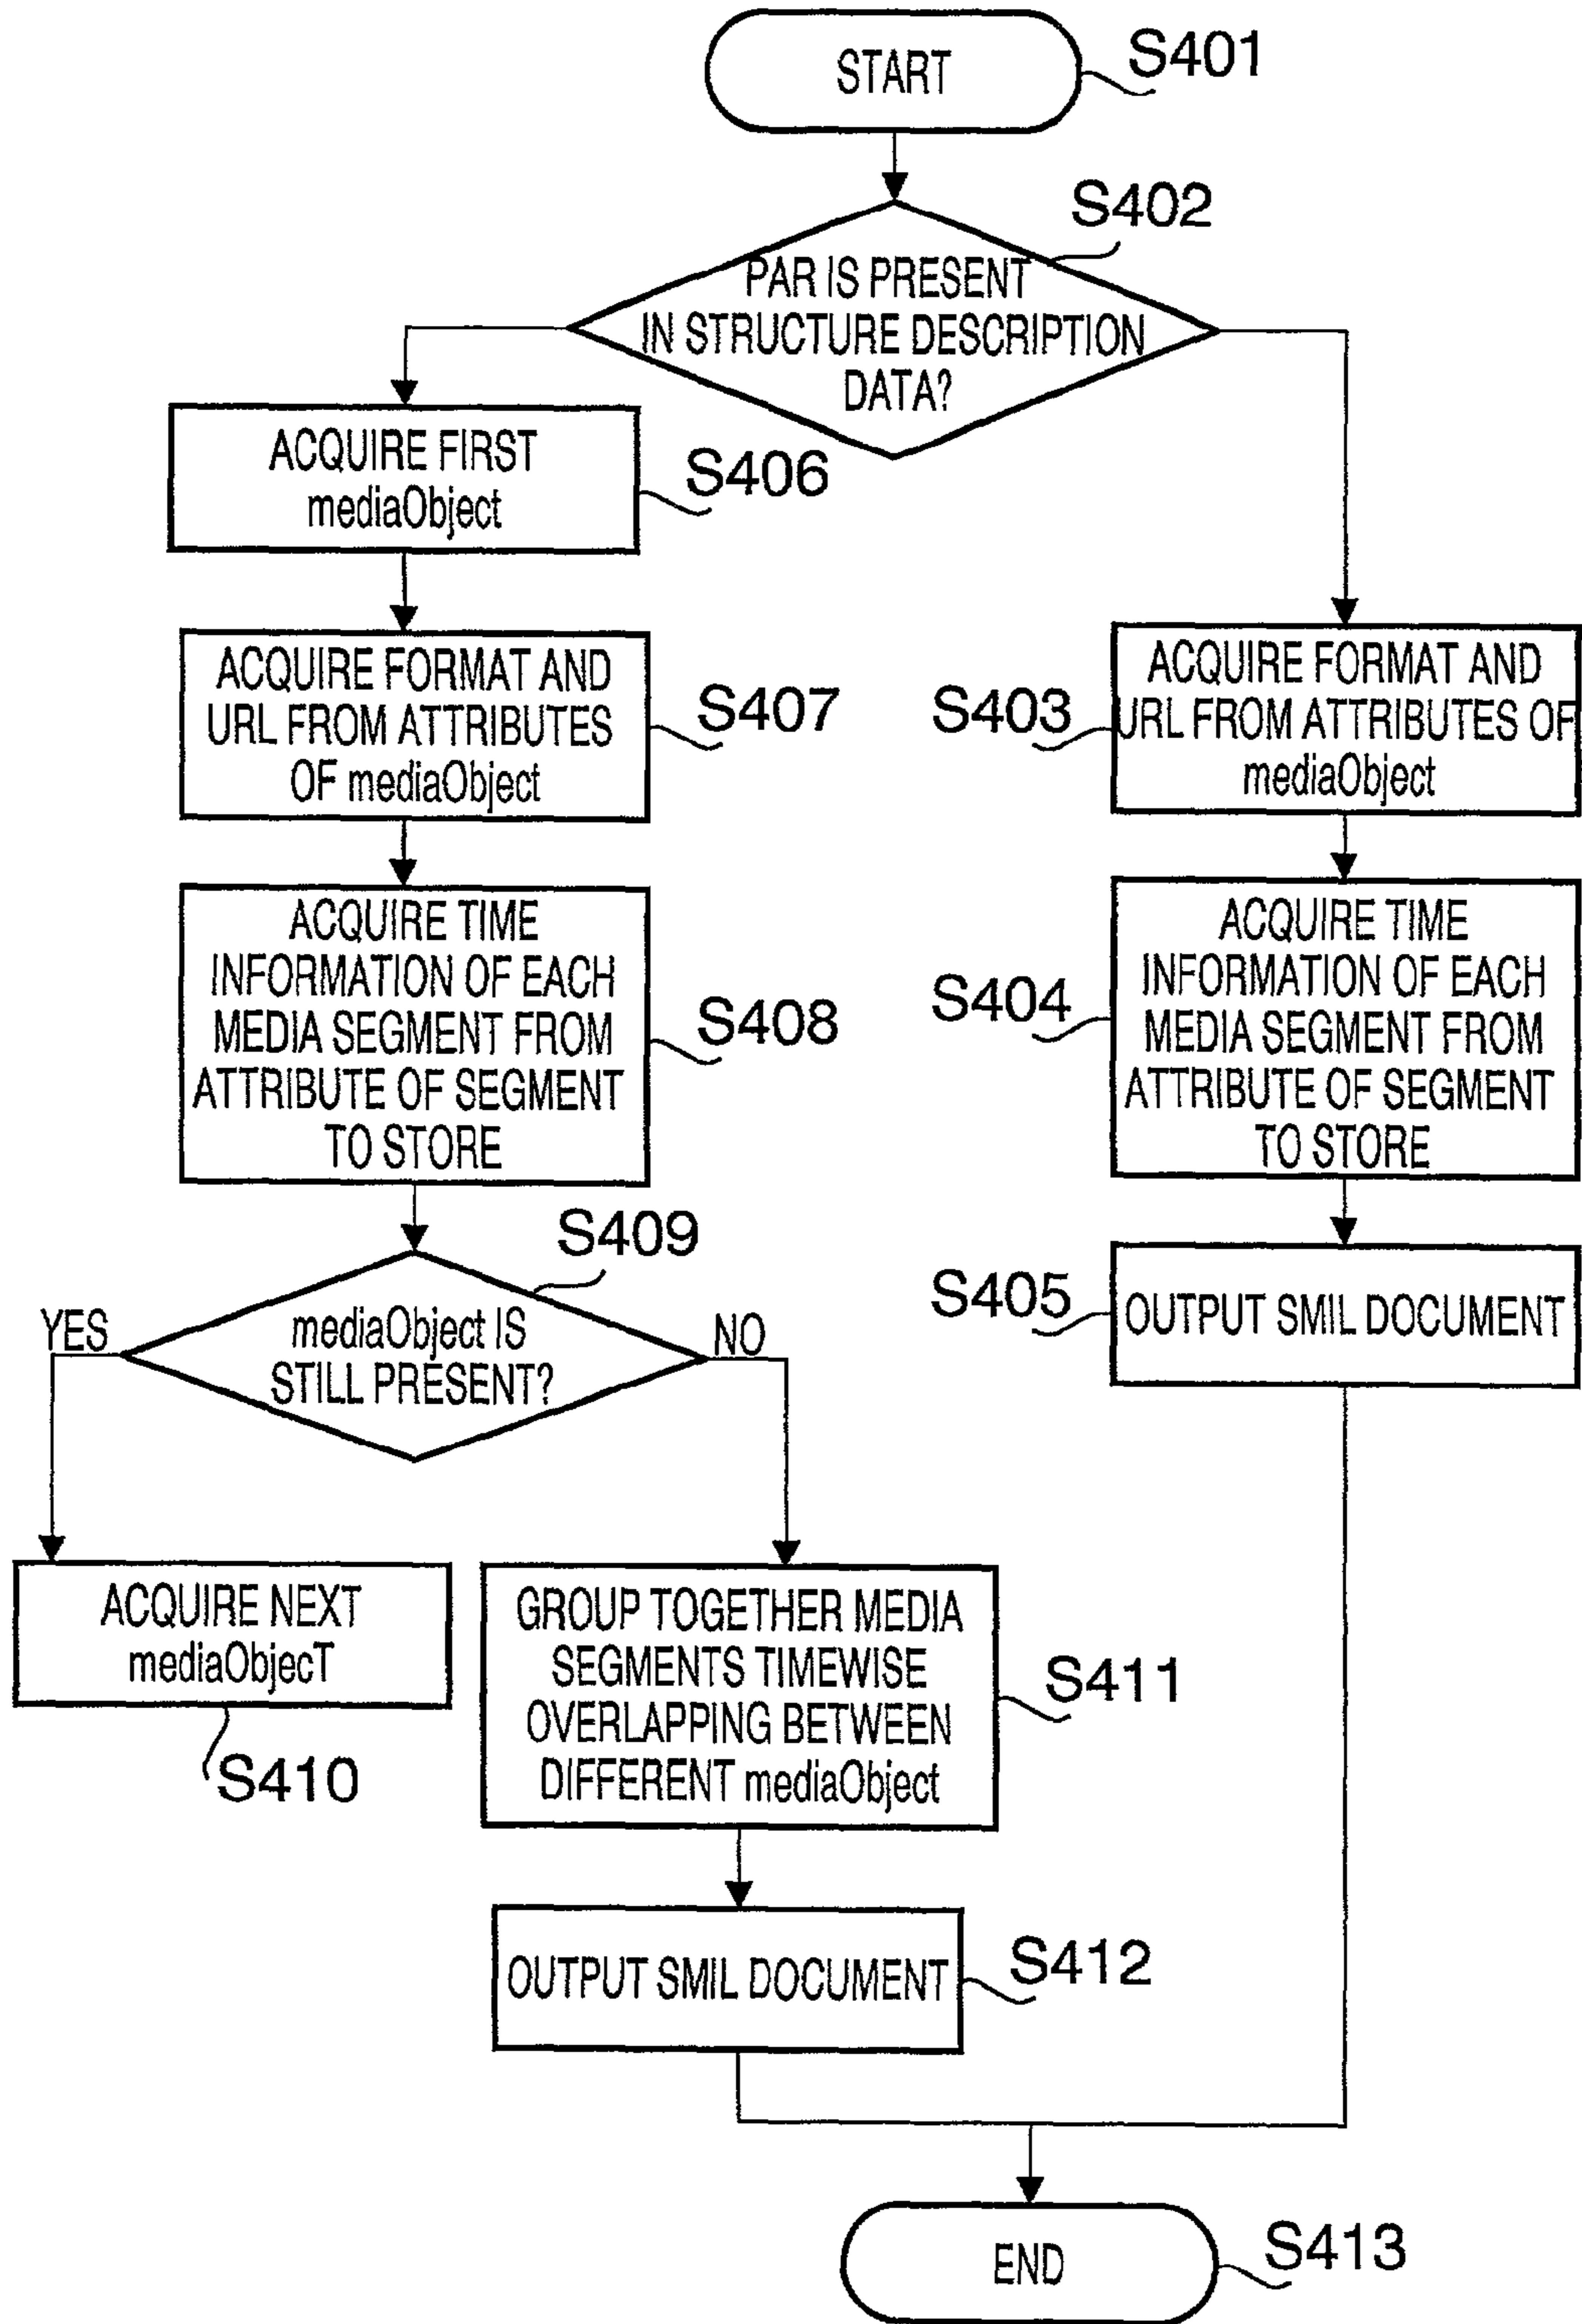 START
S401
S402
PAR IS PRESENT
IN STRUCTURE DESCRIPTION
DATA?
ACQUIRE FIRST
mediaObject
S406
ACQUIRE FORMAT AND
URL FROM ATTRIBUTES
OF mediaObject
S407
S403
ACQUIRE FORMAT AND
URL FROM ATTRIBUTES OF
mediaObject
ACQUIRE TIME
INFORMATION OF EACH
MEDIA SEGMENT FROM
ATTRIBUTE OF SEGMENT
TO STORE
S408
S404
ACQUIRE TIME
INFORMATION OF EACH
MEDIA SEGMENT FROM
ATTRIBUTE OF SEGMENT
TO STORE
S409
YES
mediaObject IS
STILL PRESENT?
NO
S405
OUTPUT SMIL DOCUMENT
ACQUIRE NEXT
mediaObjecT
S410
GROUP TOGETHER MEDIA
SEGMENTS TIMEWISE
OVERLAPPING BETWEEN
DIFFERENT mediaObject
S411
OUTPUT SMIL DOCUMENT
S412
END
S413